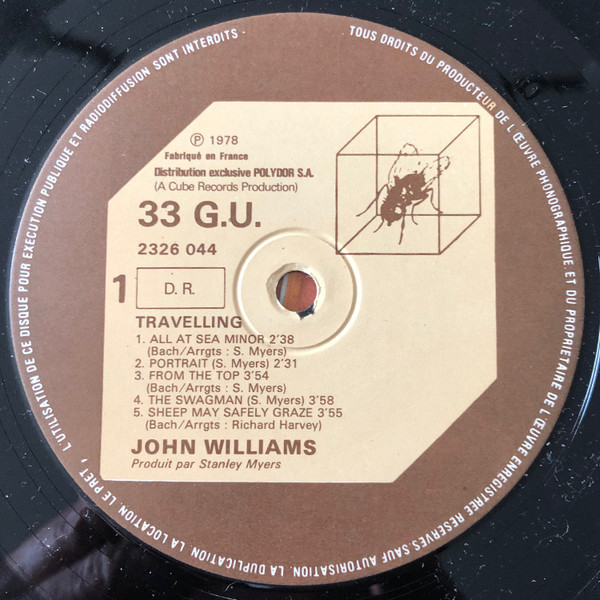 L'UTILISATION DE CE DISQUE POUR EXECUTION PUBLIQUE ET RADIODIFFUSION SONT INTERDITS -
TOUS DROITS DU PRODUCTEUR DE L'ŒUVRE PHONOGRAPHIQUE ET DU PROPRIETAIRE DE L'ŒUVRE ENREGISTREE RESERVES. SAUF AUTORISATION. LA DUPLICATION. LA LOCATION. LE PRET,
℗ 1978
Fabriqué en France
Distribution exclusive POLYDOR S.A.
(A Cube Records Production)
33 G.U.
2326 044
1 D. R.
TRAVELLING
1. ALL AT SEA MINOR 2'38
(Bach/Arrgts : S. Myers)
2. PORTRAIT (S. Myers) 2'31
3. FROM THE TOP 3'54
(Bach/Arrgts : S. Myers)
4. THE SWAGMAN (S. Myers) 3'58
5. SHEEP MAY SAFELY GRAZE 3'55
(Bach/Arrgts : Richard Harvey)
JOHN WILLIAMS
Produit par Stanley Myers